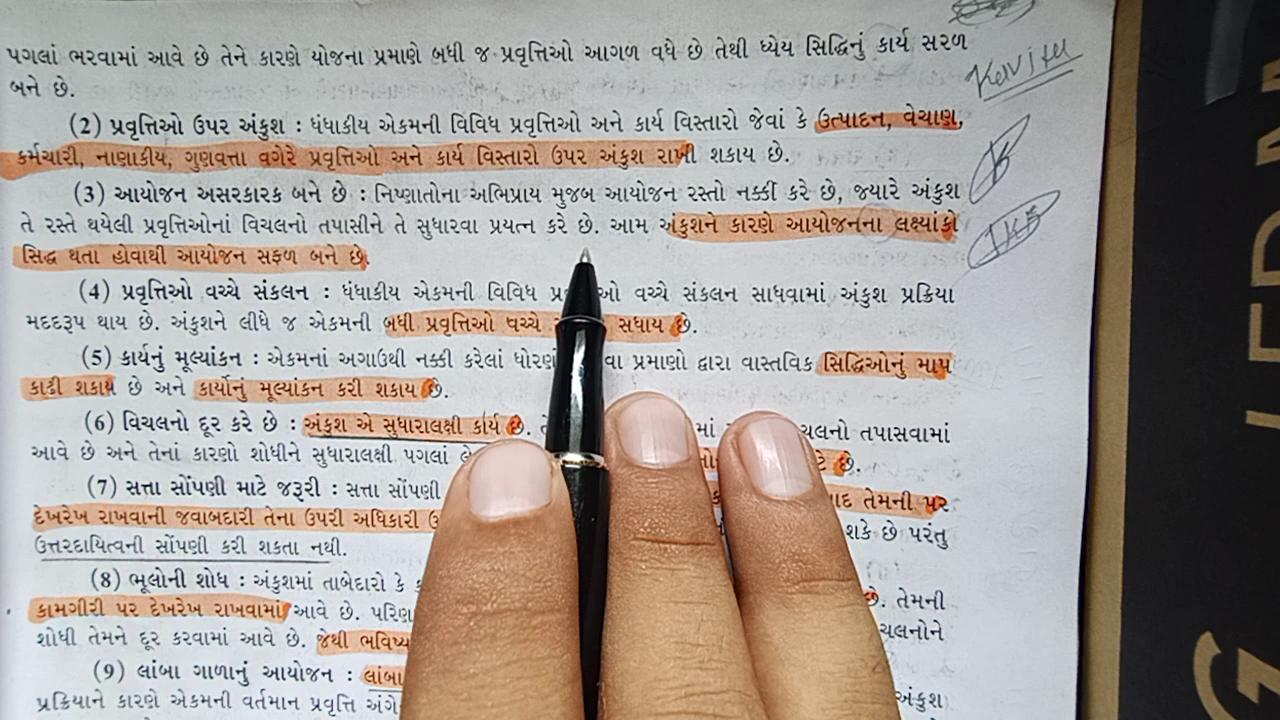 પગલાં ભરવામાં આવે છે તેને કારણે યોજના પ્રમાણે બધી જ પ્રવૃત્તિઓ આગળ વધે છે તેથી ધ્યેય સિદ્ધિનું કાર્ય સરળ
બને છે.
(2) પ્રવૃત્તિઓ ઉપર અંકુશ : ધંધાકીય એકમની વિવિધ પ્રવૃત્તિઓ અને કાર્ય વિસ્તારો જેવાં કે ઉત્પાદન, વેચાણ,
કર્મચારી, નાણાકીય, ગુણવત્તા વગેરે પ્રવૃત્તિઓ અને કાર્ય વિસ્તારો ઉપર અંકુશ રાખી શકાય છે.
(3) આયોજન અસરકારક બને છે : નિષ્ણાતોના અભિપ્રાય મુજબ આયોજન રસ્તો નક્કી કરે છે, જ્યારે અંકુશ
તે રસ્તે થયેલી પ્રવૃત્તિઓનાં વિચલનો તપાસીને તે સુધારવા પ્રયત્ન કરે છે. આમ અંકુશને કારણે આયોજનના લક્ષ્યાંકો
સિદ્ધ થતા હોવાથી આયોજન સફળ બને છે.
(4) પ્રવૃત્તિઓ વચ્ચે સંકલન : ધંધાકીય એકમની વિવિધ વચ્ચે સંકલન સાધવામાં અંકુશ પ્રક્રિયા
મદદરૂપ થાય છે. અંકુશને લીધે જ એકમની બધી પ્રવૃત્તિઓ વચ્ચે સધાય છે.
(5) કાર્યનું મૂલ્યાંકન : એકમનાં અગાઉથી નક્કી કરેલાં પ્રમાણો દ્વારા વાસ્તવિક સિદ્ધિઓનું માપ
કાઢી શકાય છે અને કાર્યોનું મૂલ્યાંકન કરી શકાય છે.
(6) વિચલનો દૂર કરે છે : અંકુશ એ સુધારાલક્ષી કાર્ય છે. તપાસવામાં
આવે છે અને તેનાં કારણો શોધીને સુધારાલક્ષી પગલાં છે.
(7) સત્તા સોંપણી માટે જરૂરી : સત્તા સોંપણી તેમની પર
દેખરેખ રાખવાની જવાબદારી તેના ઉપરી અધિકારી શકે છે પરંતુ
ઉત્તરદાયિત્વની સોંપણી કરી શકતા નથી.
(8) ભૂલોની શોધ : અંકુશમાં તાબેદારો કે છે. તેમની
કામગીરી પર દેખરેખ રાખવામાં આવે છે.
શોધી તેમને દૂર કરવામાં આવે છે. જેથી
(9) લાંબા ગાળાનું આયોજન : લાંબા
પ્રક્રિયાને કારણે એકમની વર્તમાન પ્રવૃત્તિ અંકુશ